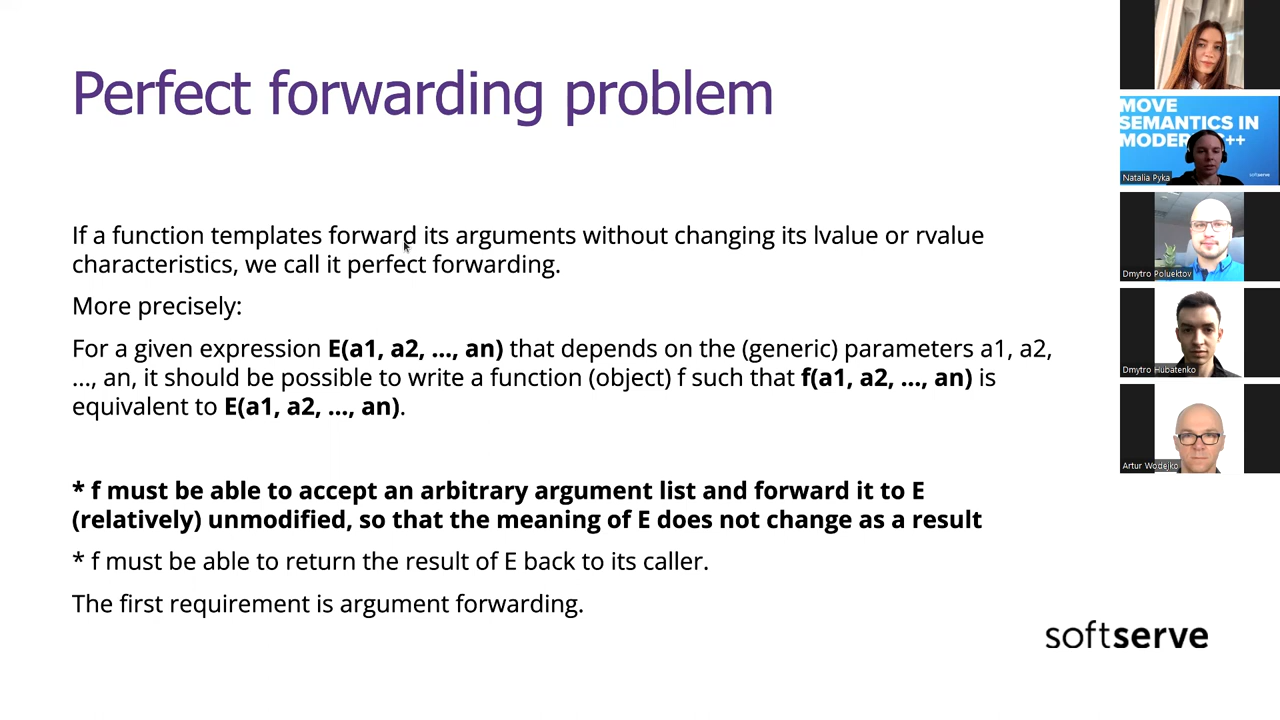 Perfect forwarding problem
If a function templates forward its arguments without changing its lvalue or rvalue
characteristics, we call it perfect forwarding.
More precisely:
For a given expression E(a1, a2, ..., an) that depends on the (generic) parameters a1, a2,
..., an, it should be possible to write a function (object) f such that f(a1, a2, ..., an) is
equivalent to E(a1, a2, ..., an).
* f must be able to accept an arbitrary argument list and forward it to E
(relatively) unmodified, so that the meaning of E does not change as a result
* f must be able to return the result of E back to its caller.
The first requirement is argument forwarding.
softserve
MOVE
SEMANTICS IN
MODER C++
softserve
Natalia Pyka
Dmytro Poluektov
Dmytro Hubatenko
Artur Wodejko